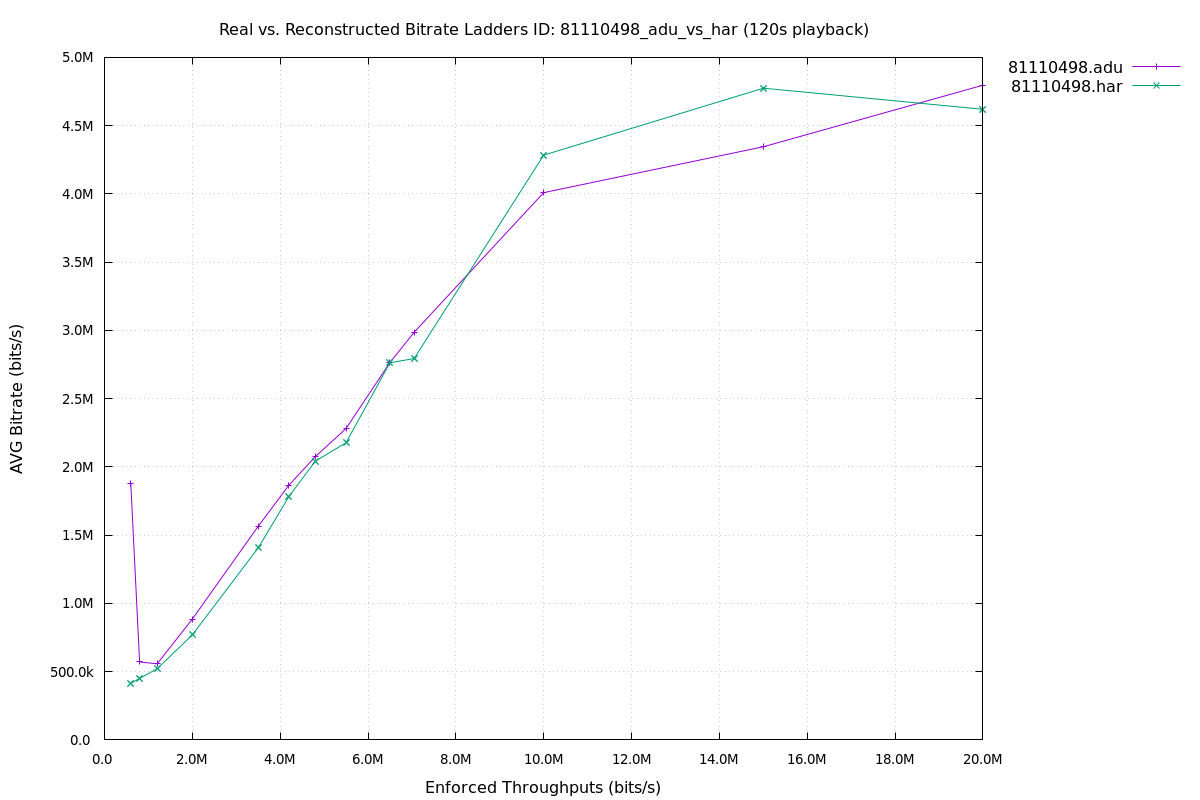 Real vs. Reconstructed Bitrate Ladders ID: 81110498_adu_vs_har (120s playback)
81110498.adu
81110498.har
5.0M
4.5M
4.0M
3.5M
3.0M
2.5M
2.0M
1.5M
1.0M
500.0k
0.0
AVG Bitrate (bits/s)
0.0 2.0M 4.0M 6.0M 8.0M 10.0M 12.0M 14.0M 16.0M 18.0M 20.0M
Enforced Throughputs (bits/s)